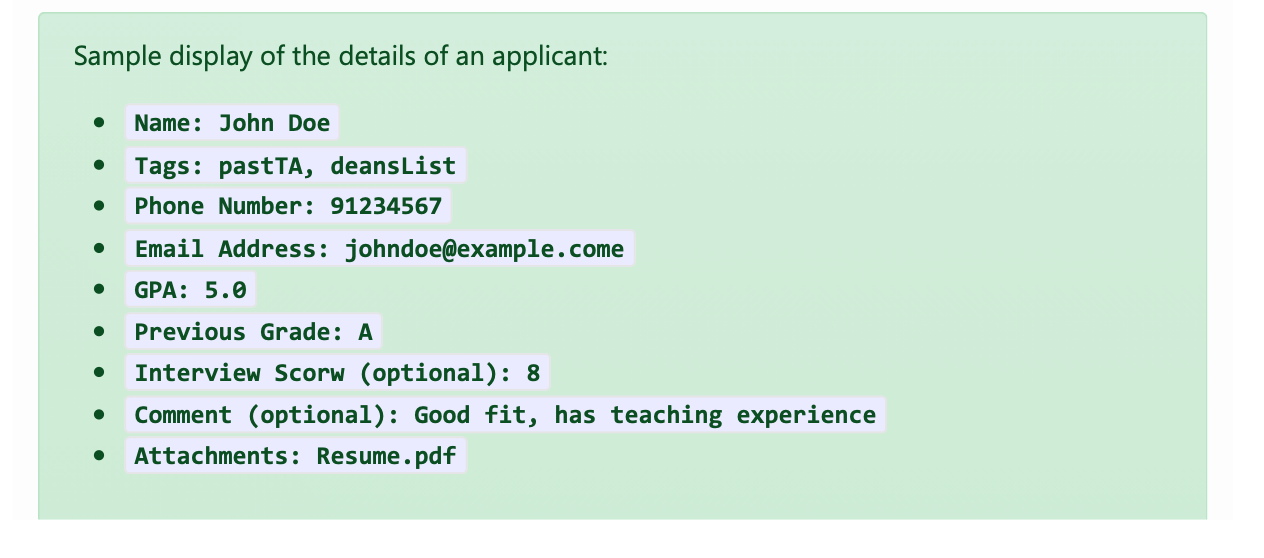 Sample display of the details of an applicant:
Name: John Doe
Tags: pastTA, deansList
Phone Number: 91234567
Email Address: johndoe@example.come
GPA: 5.0
Previous Grade: A
Interview Scorw (optional): 8
Comment (optional): Good fit, has teaching experience
Attachments: Resume.pdf